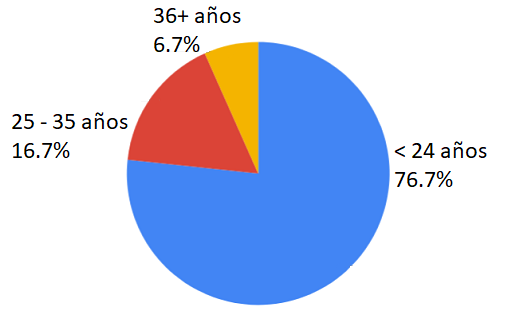 36+ años
6.7%
25 - 35 años
16.7%
< 24 años
76.7%